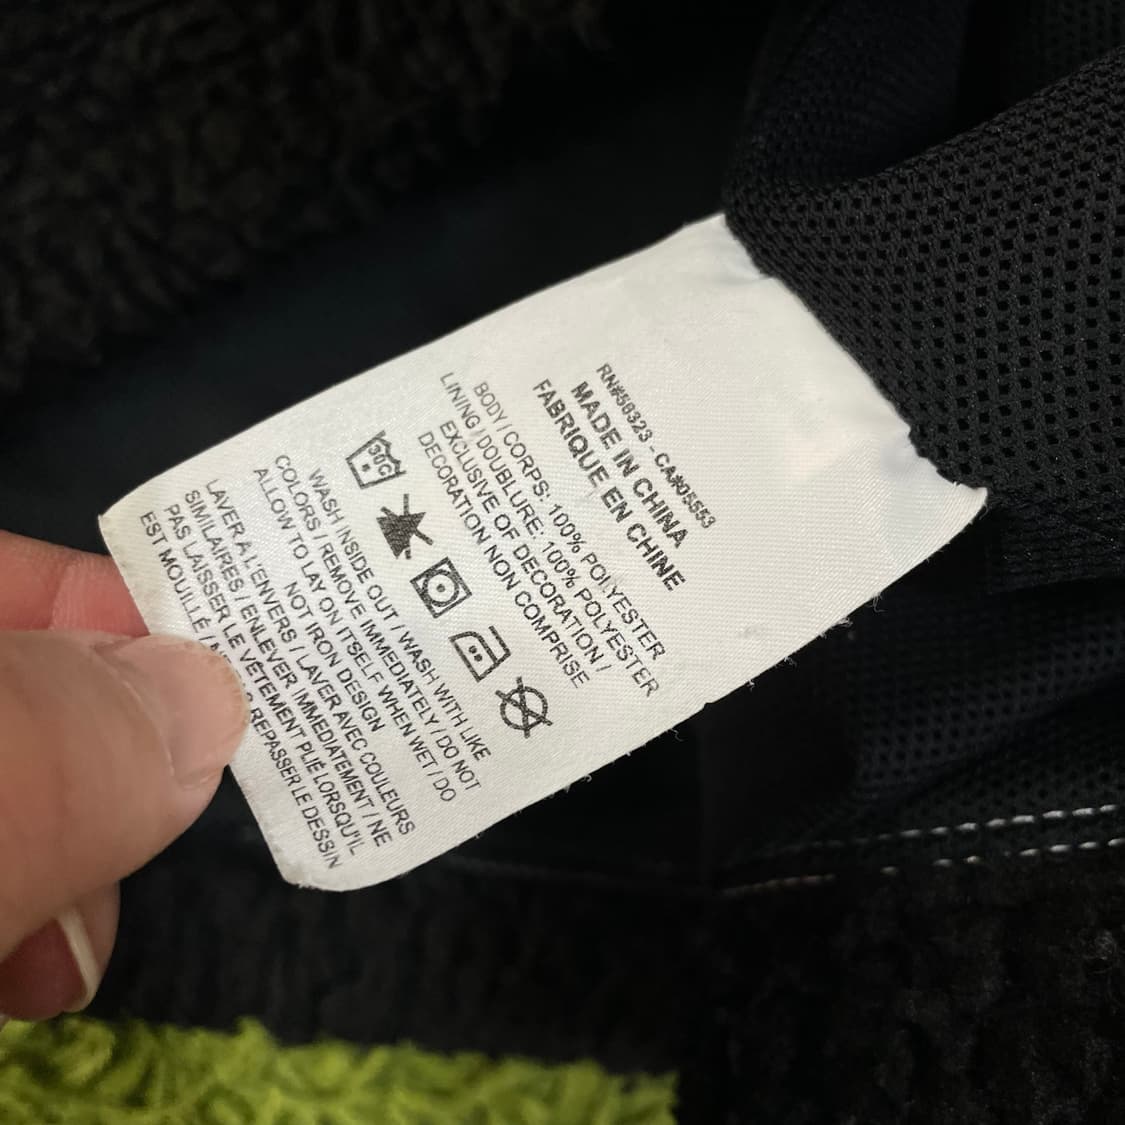 RN#56323 - CA#05553
MADE IN CHINA
FABRIQUE EN CHINE
BODY / CORPS: 100% POLYESTER
LINING / DOUBLURE: 100% POLYESTER
EXCLUSIVE OF DECORATION /
DECORATION NON COMPRISE
30C
WASH INSIDE OUT / WASH WITH LIKE
COLORS / REMOVE IMMEDIATELY / DO NOT
ALLOW TO LAY ON ITSELF WHEN WET / DO
NOT IRON DESIGN
LAVER A L'ENVERS / LAVER AVEC COULEURS
SIMILAIRES / ENLEVER IMMEDIATEMENT / NE
PAS LAISSER LE VÊTEMENT PLIÉ LORSQU'IL
EST MOUILLÉ / REPASSER LE DESSIN